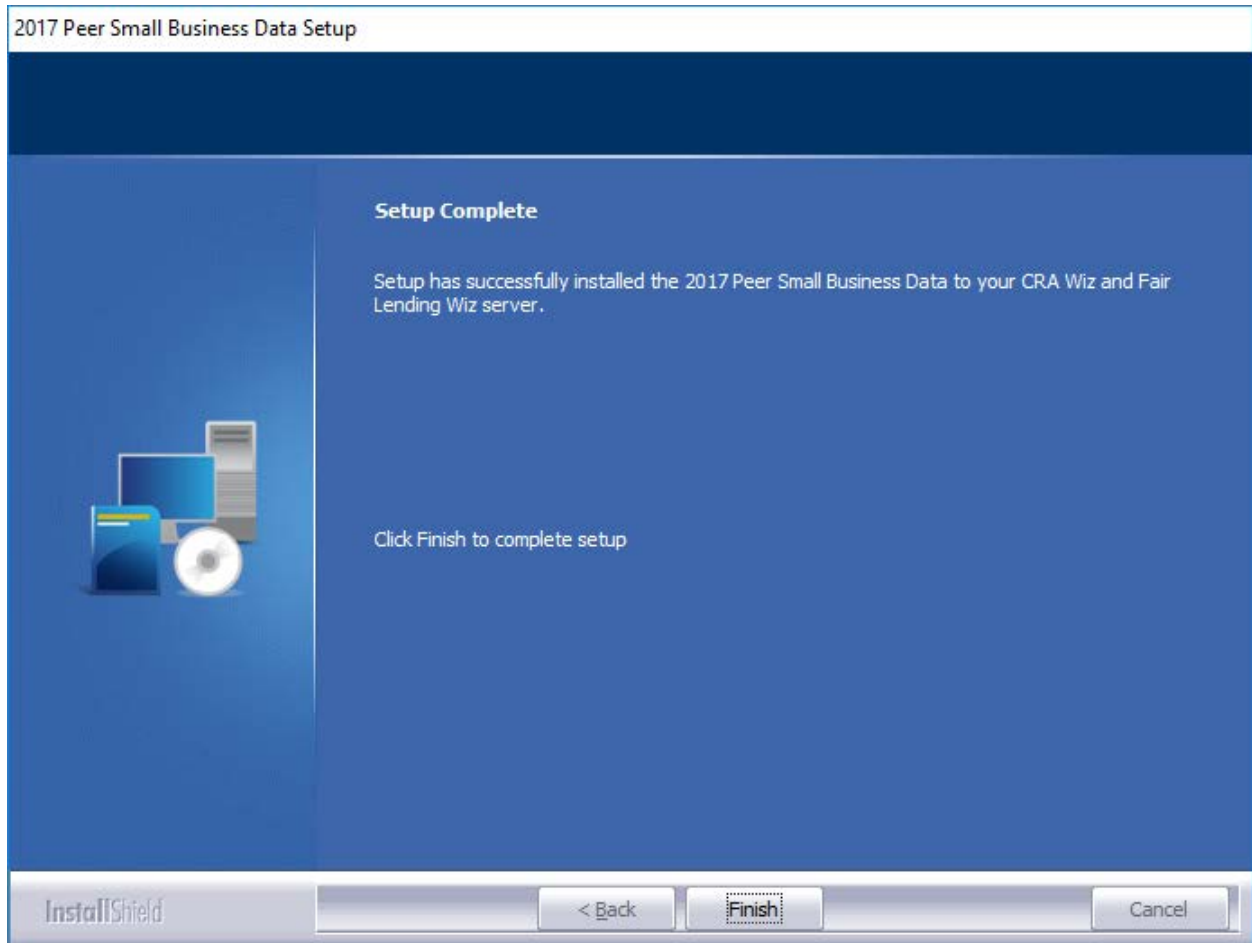 2017 Peer Small Business Data Setup
Setup Complete
Setup has successfully installed the 2017 Peer Small Business Data to your CRA Wiz and Fair
Lending Wiz server.
Click Finish to complete setup
InstallShield
< Back
Finish
Cancel